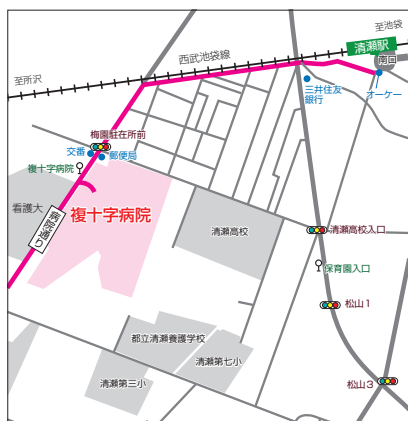 至池袋
清瀬駅
西武池袋線
南口
至所沢
三井住友
銀行
オーケー
梅園駐在所前
交番
郵便局
複十字病院
看護大
複十字病院
病院通り
清瀬高校
清瀬高校入口
保育園入口
松山1
都立清瀬養護学校
清瀬第七小
清瀬第三小
松山3